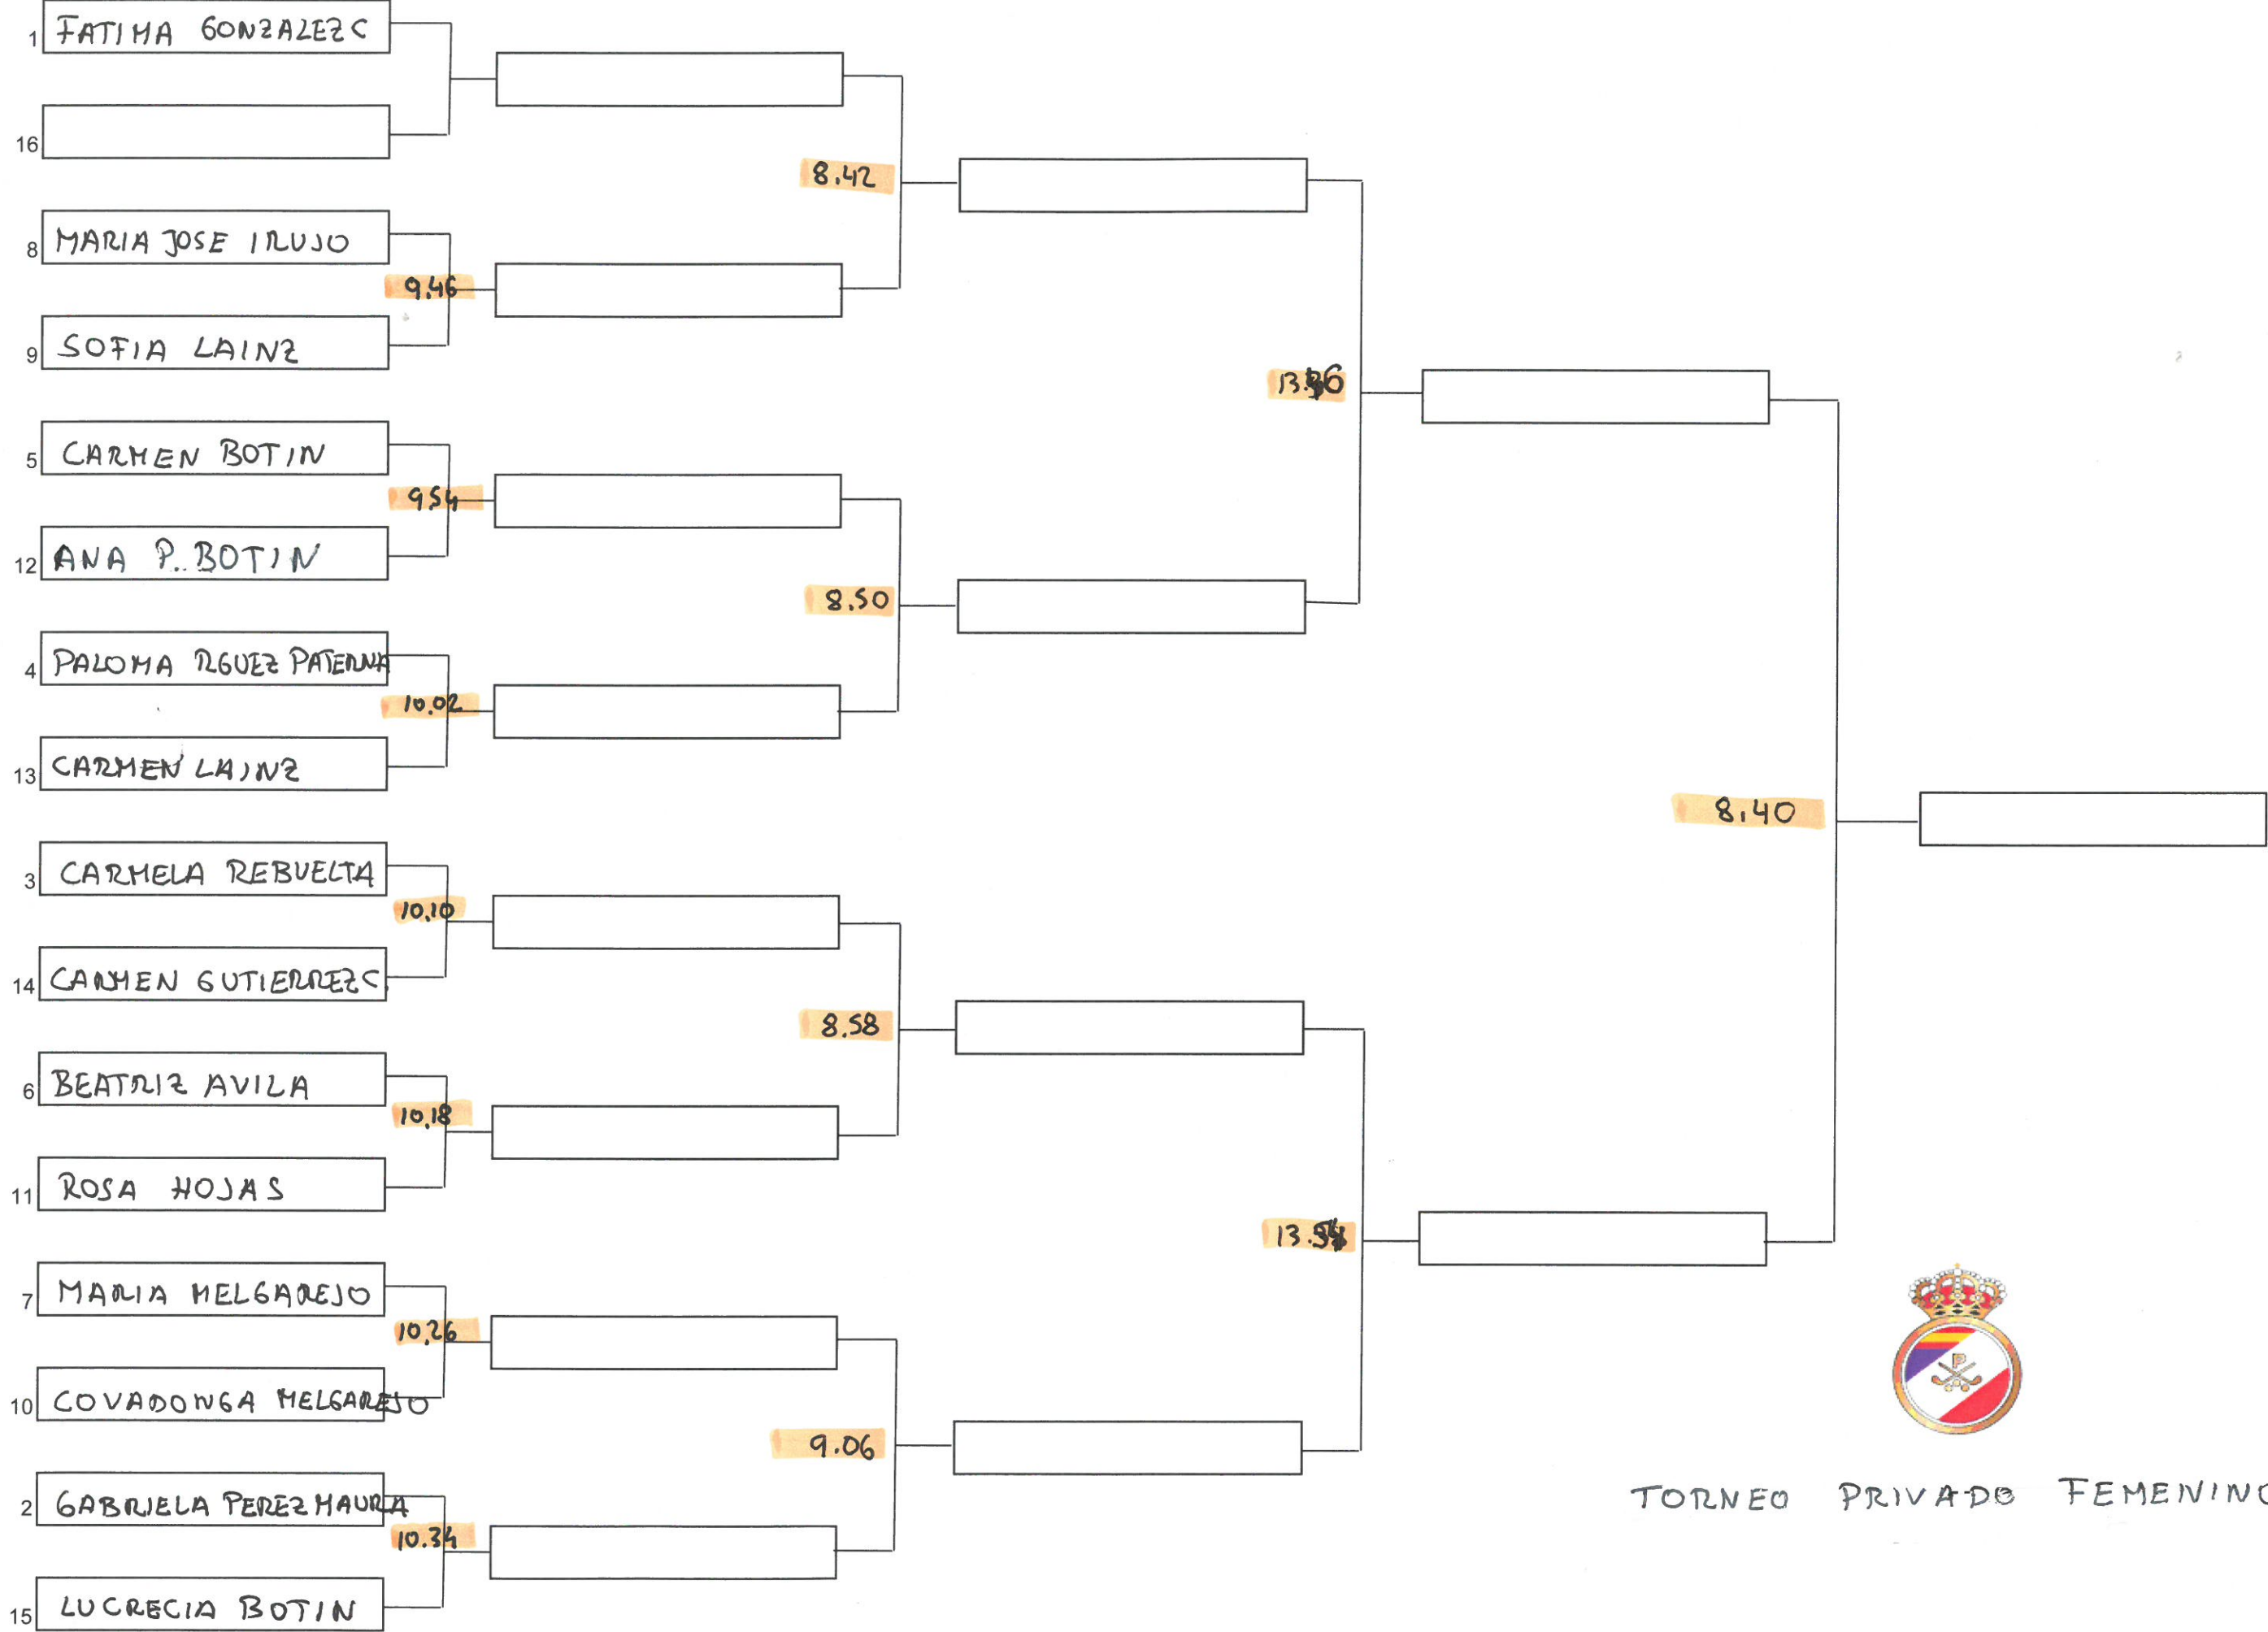 1 FATIMA GONZALEZ C
16
8.42
8 MARIA JOSE IRUJO
9.46
9 SOFIA LAINZ
5 CARMEN BOTIN
9.54
12 ANA P. BOTIN
8.50
4 PALOMA RGUEZ PATERNA
10.02
13 CARMEN LAINZ
8.40
3 CARMELA REBUELTA
10.10
14 CARMEN GUTIERREZ C.
8.58
6 BEATRIZ AVILA
10.18
11 ROSA HOJAS
7 MARIA MELGAREJO
10.26
10 COVADONGA MELGAREJO
9.06
2 GABRIELA PEREZ MAURA
10.34
15 LUCRECIA BOTIN
P
TORNEO PRIVADO FEMENINO